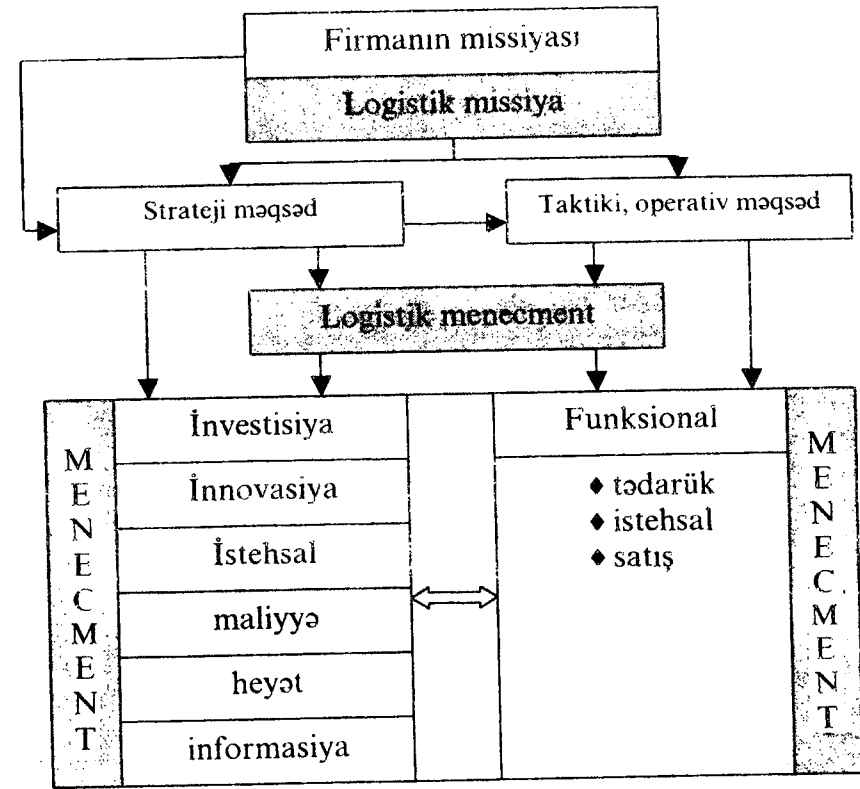 Firmanın missiyası
Logistik missiya
Strateji məqsəd
Taktiki, operativ məqsəd
Logistik menecment
MENECMENT
İnvestisiya
İnnovasiya
İstehsal
maliyyə
heyət
informasiya
Funksional
♦ tədarük
♦ istehsal
♦ satış
MENECMENT